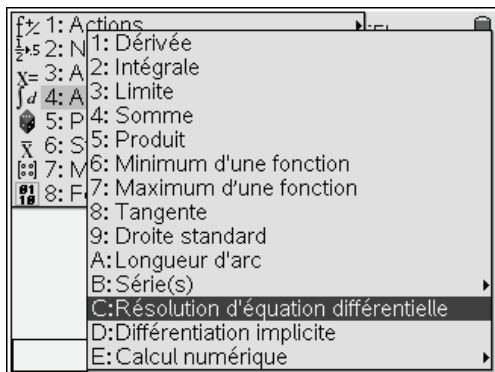 1: Actions
2: N
3: A
4: A
5: P
6: S
7: M
8: F
1: Dérivée
2: Intégrale
3: Limite
4: Somme
5: Produit
6: Minimum d'une fonction
7: Maximum d'une fonction
8: Tangente
9: Droite standard
A:Longueur d'arc
B:Série(s)
C:Résolution d'équation différentielle
D:Différentiation implicite
E:Calcul numérique